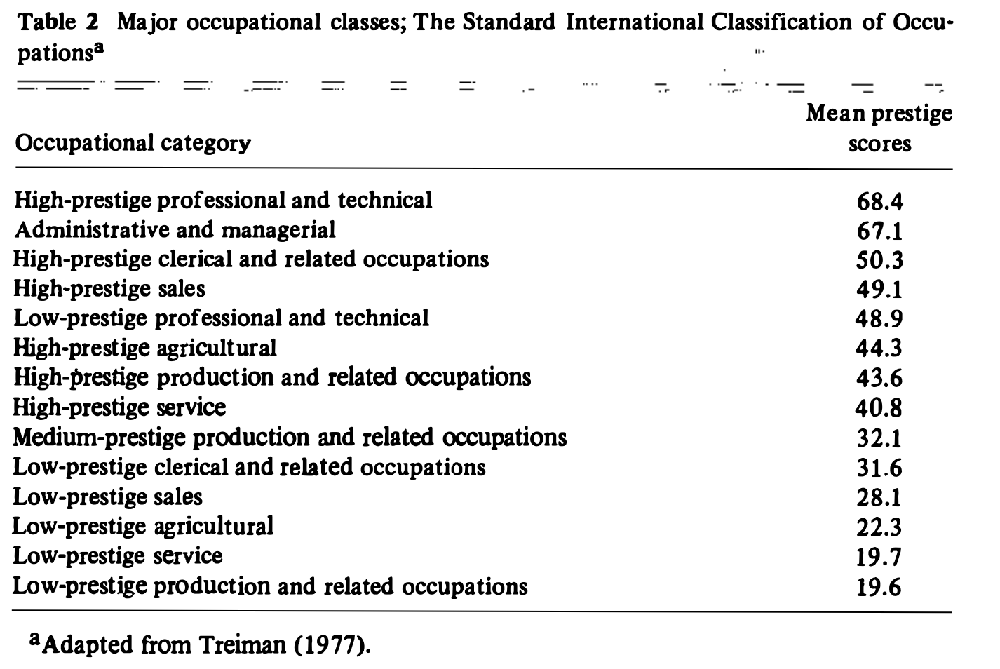 Table 2 Major occupational classes; The Standard International Classification of Occu-
pationsa
Mean prestige
Occupational category scores
High-prestige professional and technical 68.4
Administrative and managerial 67.1
High-prestige clerical and related occupations 50.3
High-prestige sales 49.1
Low-prestige professional and technical 48.9
High-prestige agricultural 44.3
High-prestige production and related occupations 43.6
High-prestige service 40.8
Medium-prestige production and related occupations 32.1
Low-prestige clerical and related occupations 31.6
Low-prestige sales 28.1
Low-prestige agricultural 22.3
Low-prestige service 19.7
Low-prestige production and related occupations 19.6
aAdapted from Treiman (1977).